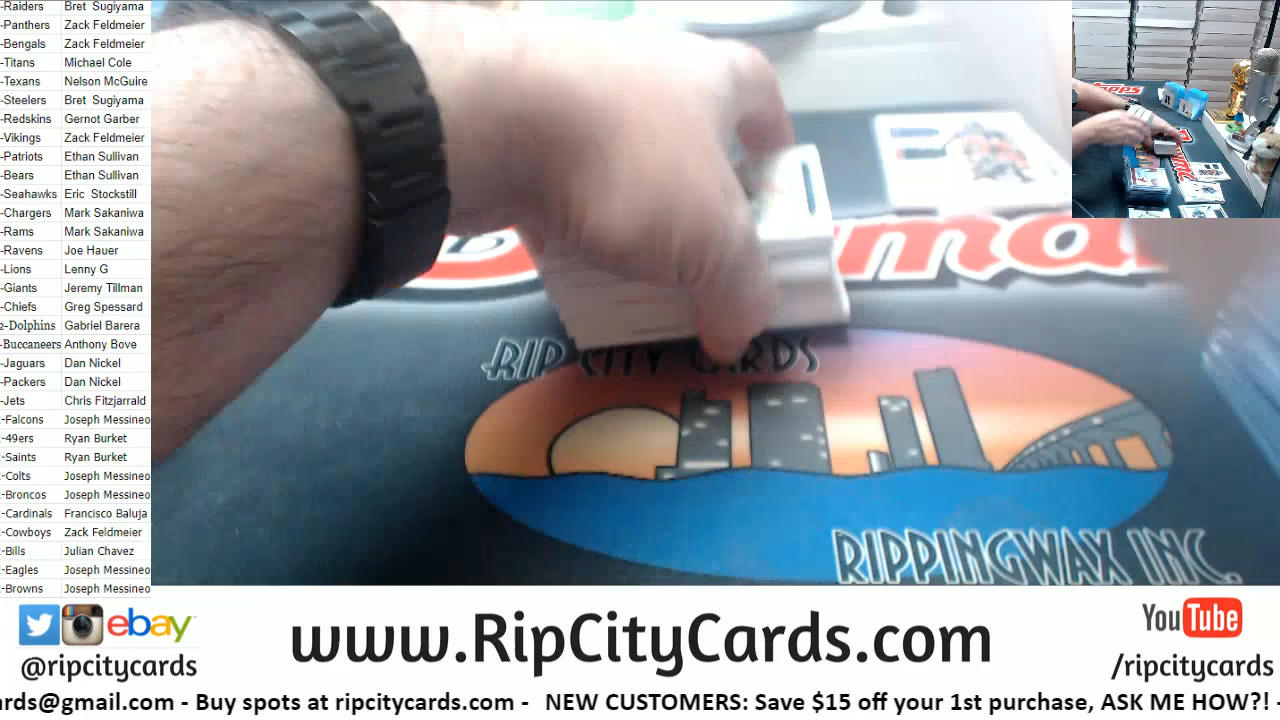 -Raiders Bret Sugiyama
-Panthers Zack Feldmeier
-Bengals Zack Feldmeier
-Titans Michael Cole
-Texans Nelson McGuire
-Steelers Bret Sugiyama
-Redskins Gernot Garber
-Vikings Zack Feldmeier
-Patriots Ethan Sullivan
-Bears Ethan Sullivan
-Seahawks Eric Stockstill
-Chargers Mark Sakaniwa
-Rams Mark Sakaniwa
-Ravens Joe Hauer
-Lions Lenny G
-Giants Jeremy Tillman
-Chiefs Greg Spessard
2-Dolphins Gabriel Barera
-Buccaneers Anthony Bove
-Jaguars Dan Nickel
-Packers Dan Nickel
-Jets Chris Fitzjarrald
-Falcons Joseph Messineo
-49ers Ryan Burket
-Saints Ryan Burket
-Colts Joseph Messineo
-Broncos Joseph Messineo
-Cardinals Francisco Baluja
-Cowboys Zack Feldmeier
-Bills Julian Chavez
-Eagles Joseph Messineo
-Browns Joseph Messineo
RIP CITY CARDS
RIPPINGWAX INC.
ebay
@ripcitycards
www.RipCityCards.com
YouTube
/ripcitycards
ards@gmail.com - Buy spots at ripcitycards.com - NEW CUSTOMERS: Save $15 off your 1st purchase, ASK ME HOW?! -